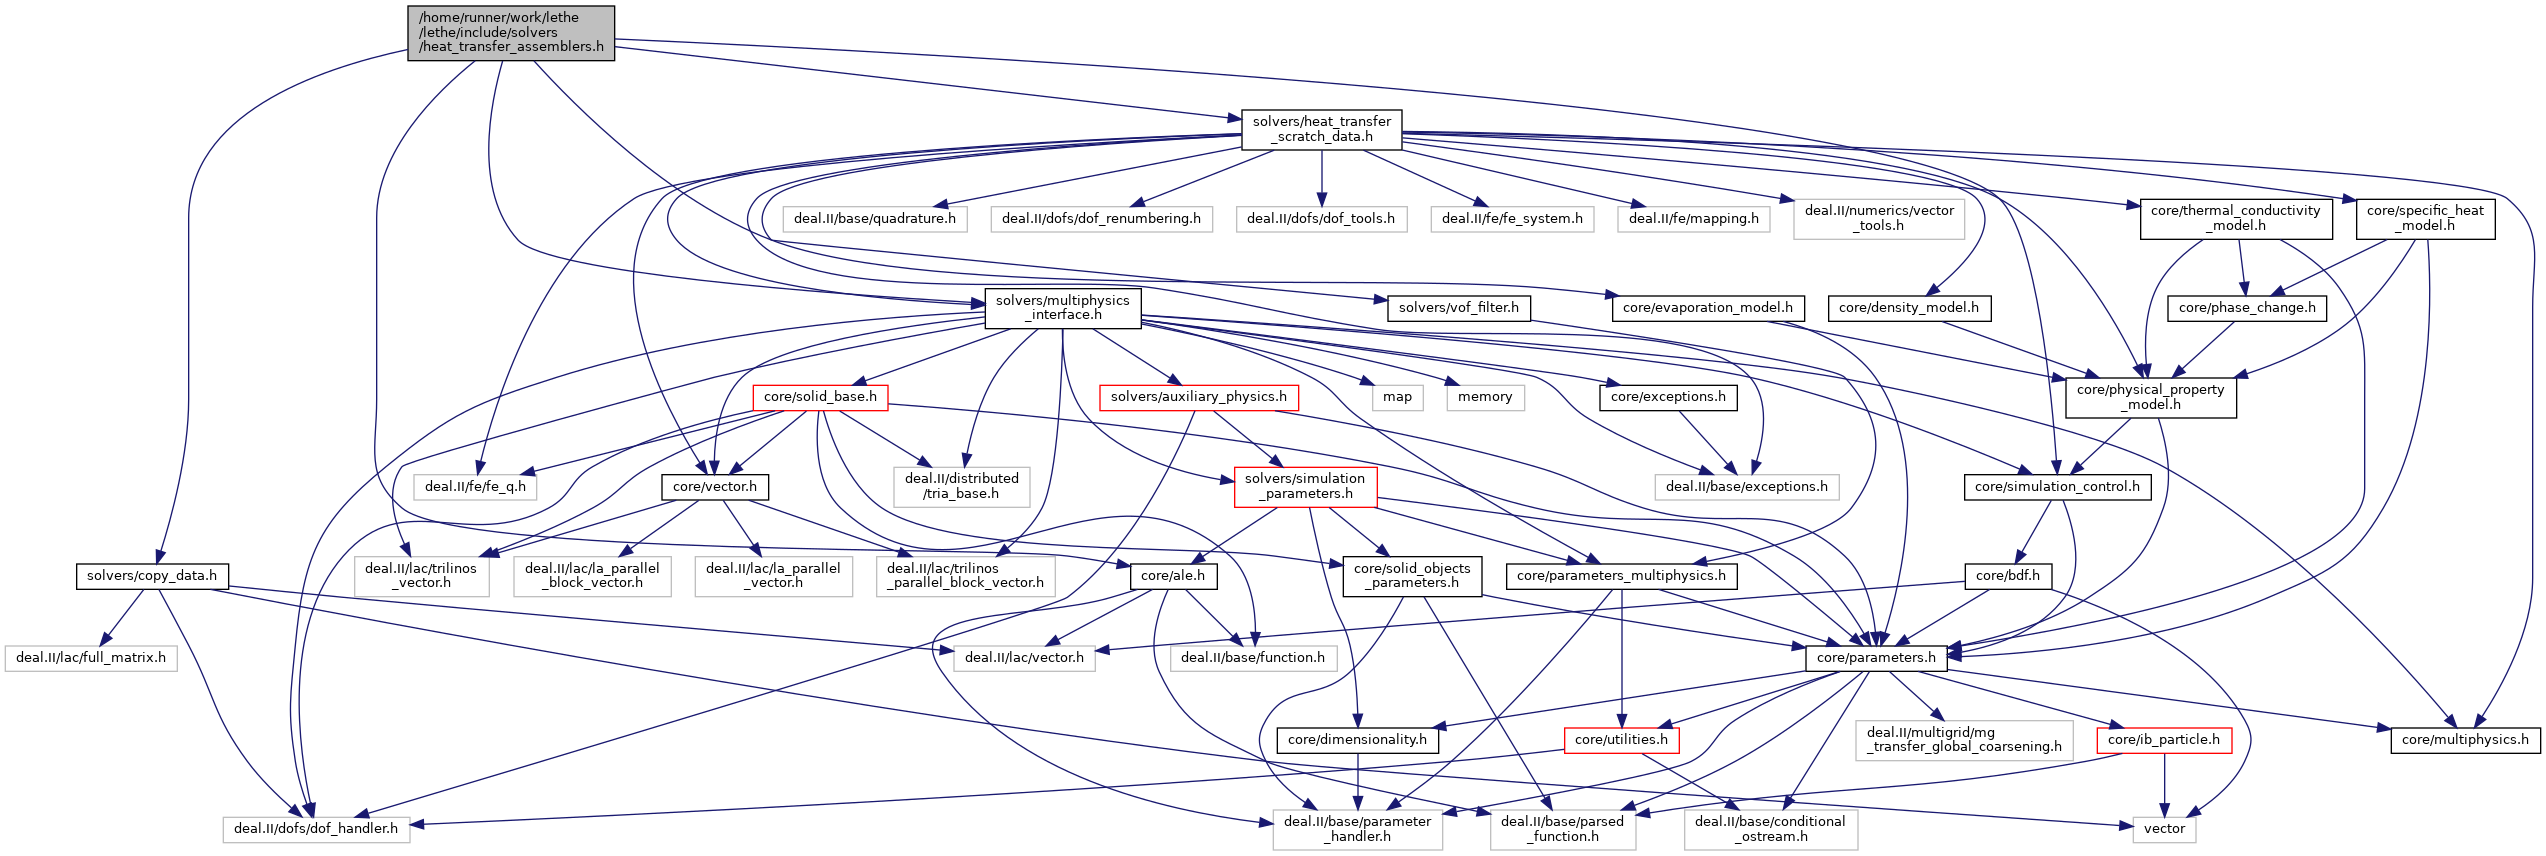 /home/runner/work/lethe
/lethe/include/solvers
/heat_transfer_assemblers.h
solvers/heat_transfer
_scratch_data.h
deal.II/base/quadrature.h
deal.II/dofs/dof_renumbering.h
deal.II/dofs/dof_tools.h
deal.II/fe/fe_system.h
deal.II/fe/mapping.h
deal.II/numerics/vector
_tools.h
core/thermal_conductivity
_model.h
core/specific_heat
_model.h
solvers/multiphysics
_interface.h
solvers/vof_filter.h
core/evaporation_model.h
core/density_model.h
core/phase_change.h
core/solid_base.h
solvers/auxiliary_physics.h
map
memory
core/exceptions.h
core/physical_property
_model.h
deal.II/fe/fe_q.h
core/vector.h
deal.II/distributed
/tria_base.h
solvers/simulation
_parameters.h
deal.II/base/exceptions.h
core/simulation_control.h
solvers/copy_data.h
deal.II/lac/trilinos
_vector.h
deal.II/lac/la_parallel
_block_vector.h
deal.II/lac/la_parallel
_vector.h
deal.II/lac/trilinos
_parallel_block_vector.h
core/ale.h
core/solid_objects
_parameters.h
core/parameters_multiphysics.h
core/bdf.h
deal.II/lac/full_matrix.h
deal.II/lac/vector.h
deal.II/base/function.h
core/parameters.h
core/dimensionality.h
core/utilities.h
deal.II/multigrid/mg
_transfer_global_coarsening.h
core/ib_particle.h
core/multiphysics.h
deal.II/dofs/dof_handler.h
deal.II/base/parameter
_handler.h
deal.II/base/parsed
_function.h
deal.II/base/conditional
_ostream.h
vector